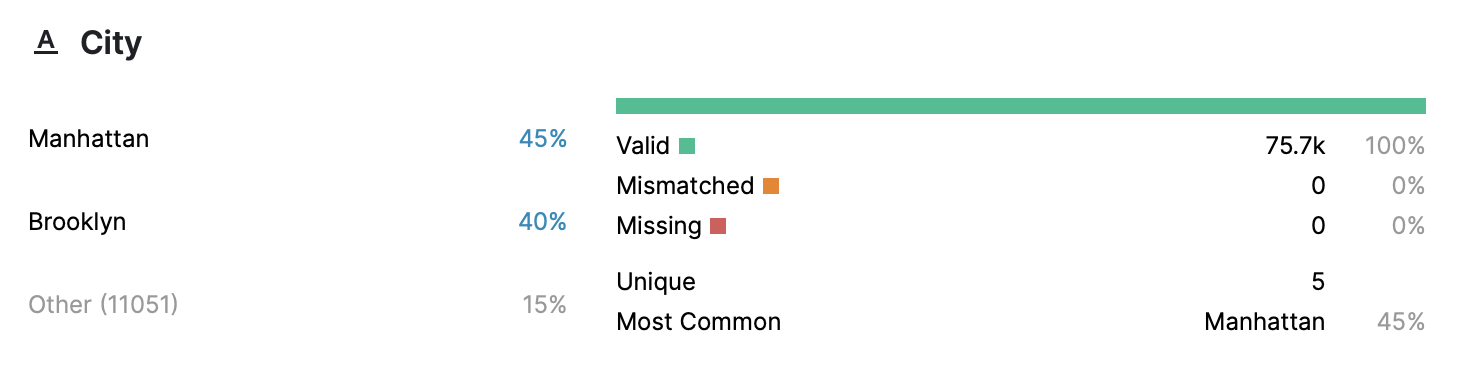 A City
Manhattan 45%
Brooklyn 40%
Other (11051) 15%
Valid 75.7k 100%
Mismatched 0 0%
Missing 0 0%
Unique 5
Most Common Manhattan 45%